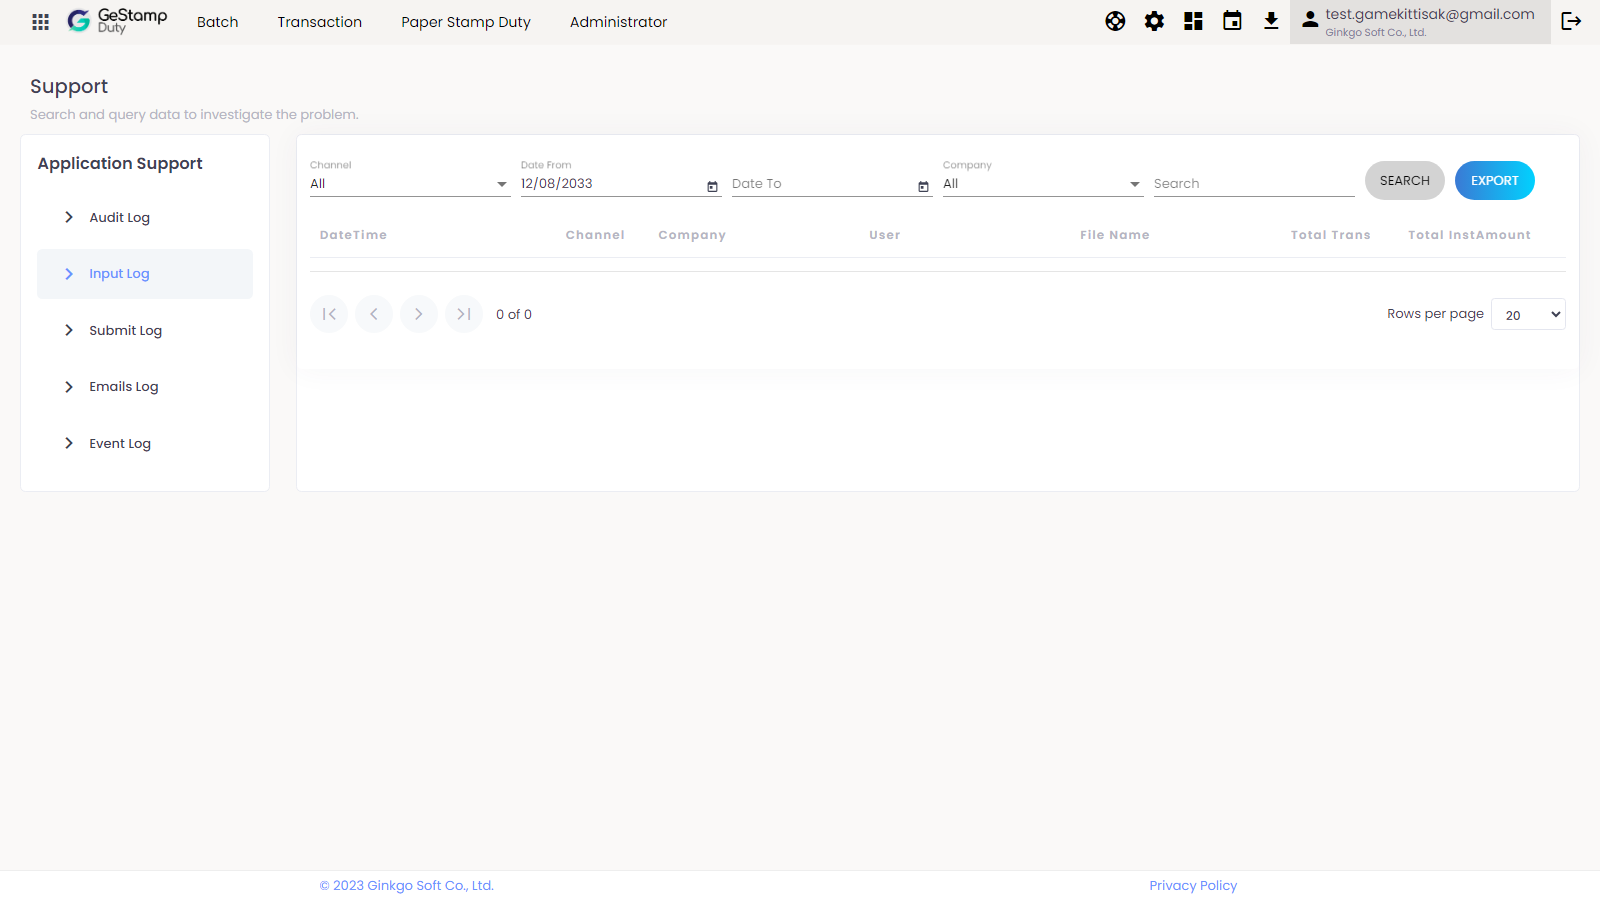 GeStamp
Duty
Batch
Transaction
Paper Stamp Duty
Administrator
test.gamekittisak@gmail.com
Ginkgo Soft Co., Ltd.
Support
Search and query data to investigate the problem.
Application Support
Audit Log
Input Log
Submit Log
Emails Log
Event Log
Channel
All
Date From
12/08/2033
Date To
Company
All
Search
SEARCH
EXPORT
DateTime
Channel
Company
User
File Name
Total Trans
Total InstAmount
0 of 0
Rows per page
20
© 2023 Ginkgo Soft Co., Ltd.
Privacy Policy